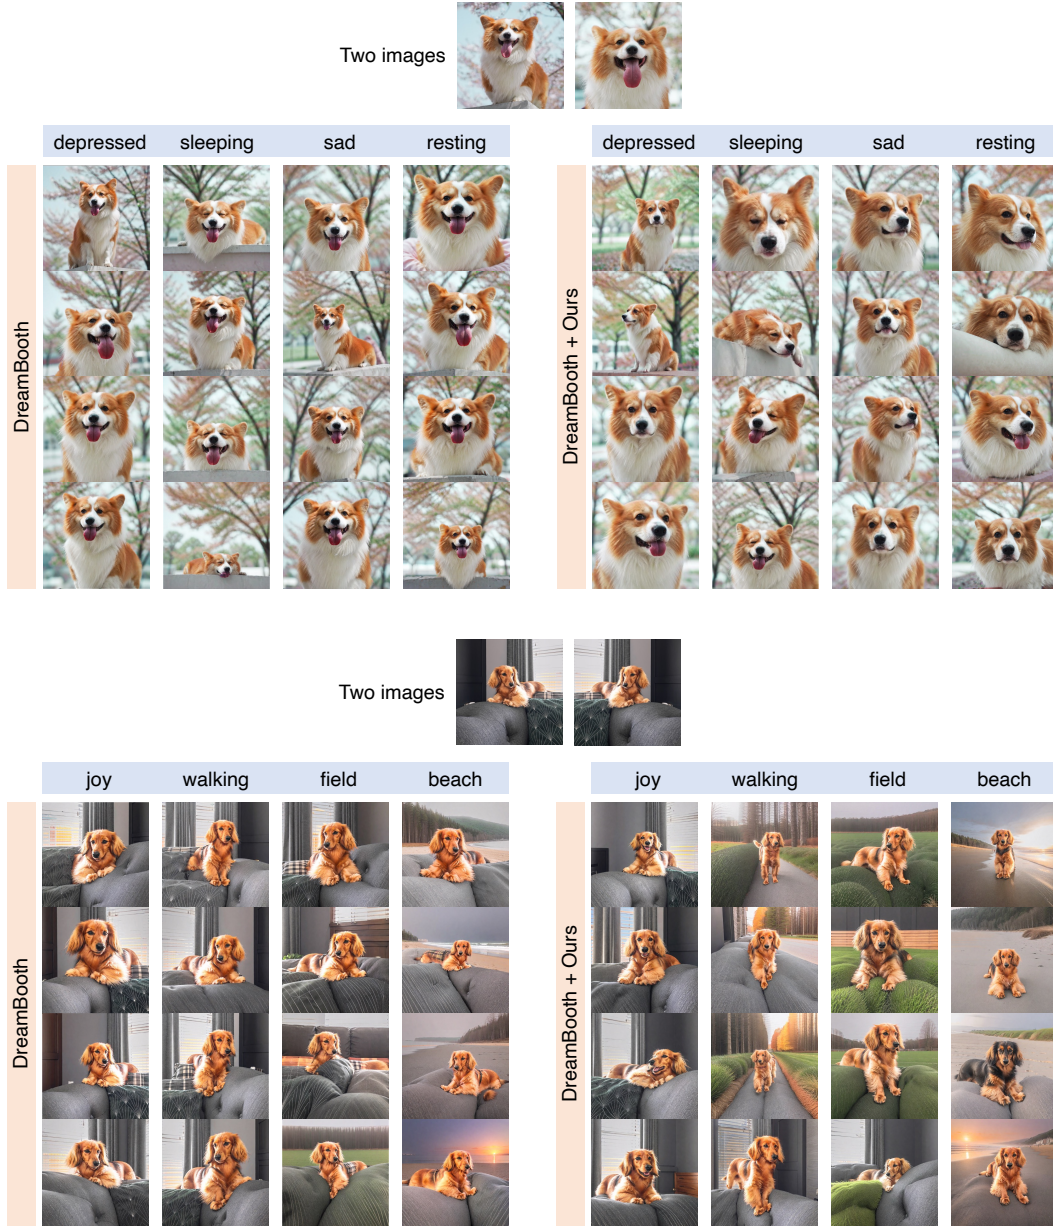 Two images
depressed sleeping sad resting
depressed sleeping sad resting
DreamBooth
DreamBooth + Ours
Two images
joy walking field beach
joy walking field beach
DreamBooth
DreamBooth + Ours